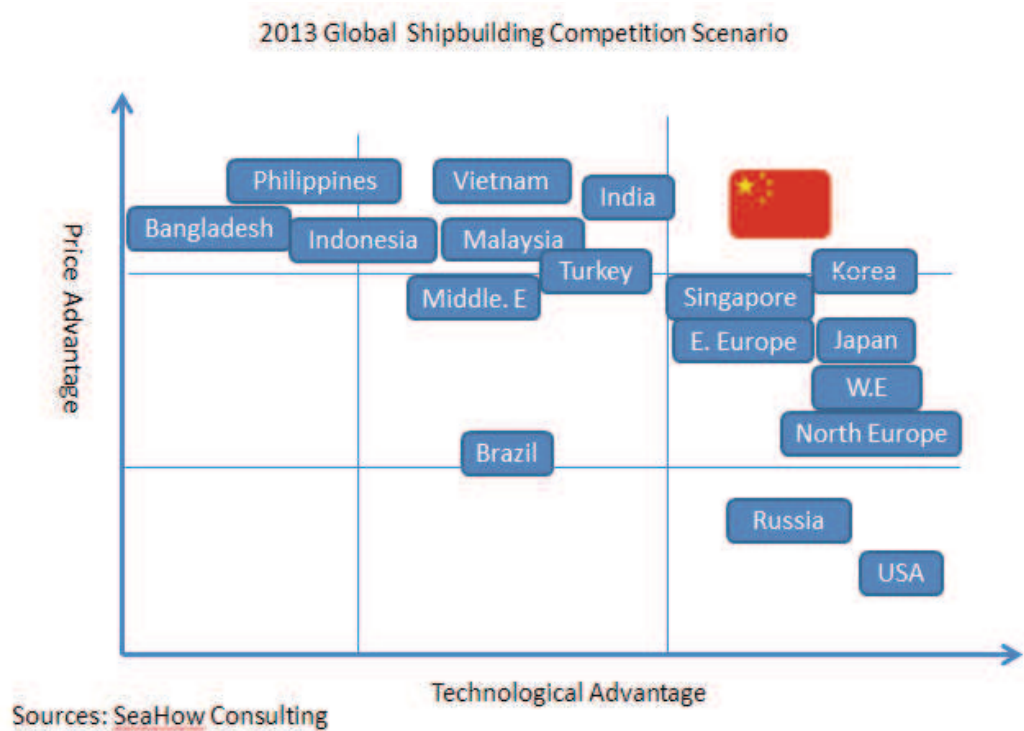 2013 Global Shipbuilding Competition Scenario
Philippines
Vietnam
India
Bangladesh
Indonesia
Malaysia
Turkey
Korea
Middle. E
Singapore
E. Europe
Japan
W.E
North Europe
Brazil
Russia
USA
Price Advantage
Technological Advantage
Sources: SeaHow Consulting